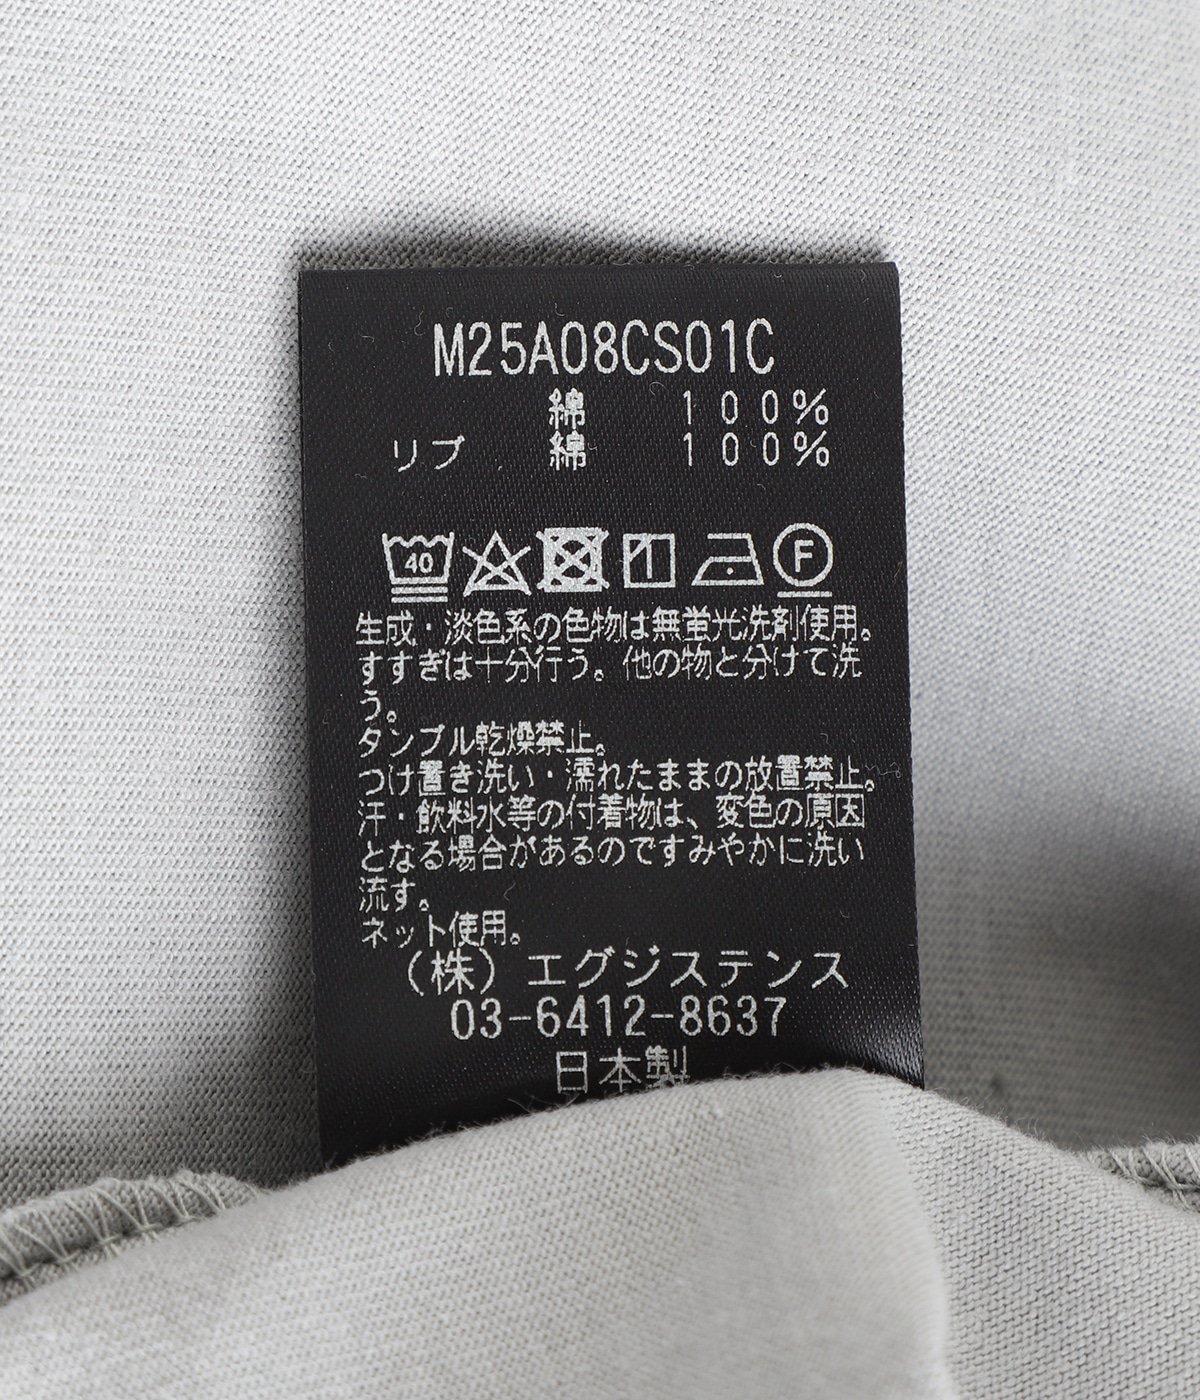 M25A08CS01C
綿 100%
リブ 綿 100%
40 F
生成・淡色系の色物は無蛍光洗剤使用。
すすぎは十分行う。他の物と分けて洗
う。
タンブル乾燥禁止。
つけ置き洗い・濡れたままの放置禁止。
汗・飲料水等の付着物は、変色の原因
となる場合があるのですみやかに洗い
流す。
ネット使用。
(株)エグジステンス
03-6412-8637
日本製